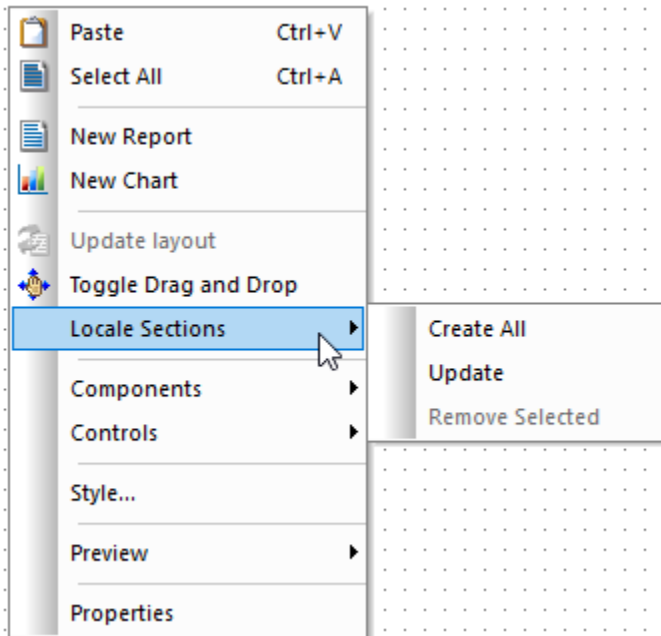 Paste Ctrl+V
Select All Ctrl+A
New Report
New Chart
Update layout
Toggle Drag and Drop
Locale Sections
Create All
Update
Remove Selected
Components
Controls
Style...
Preview
Properties